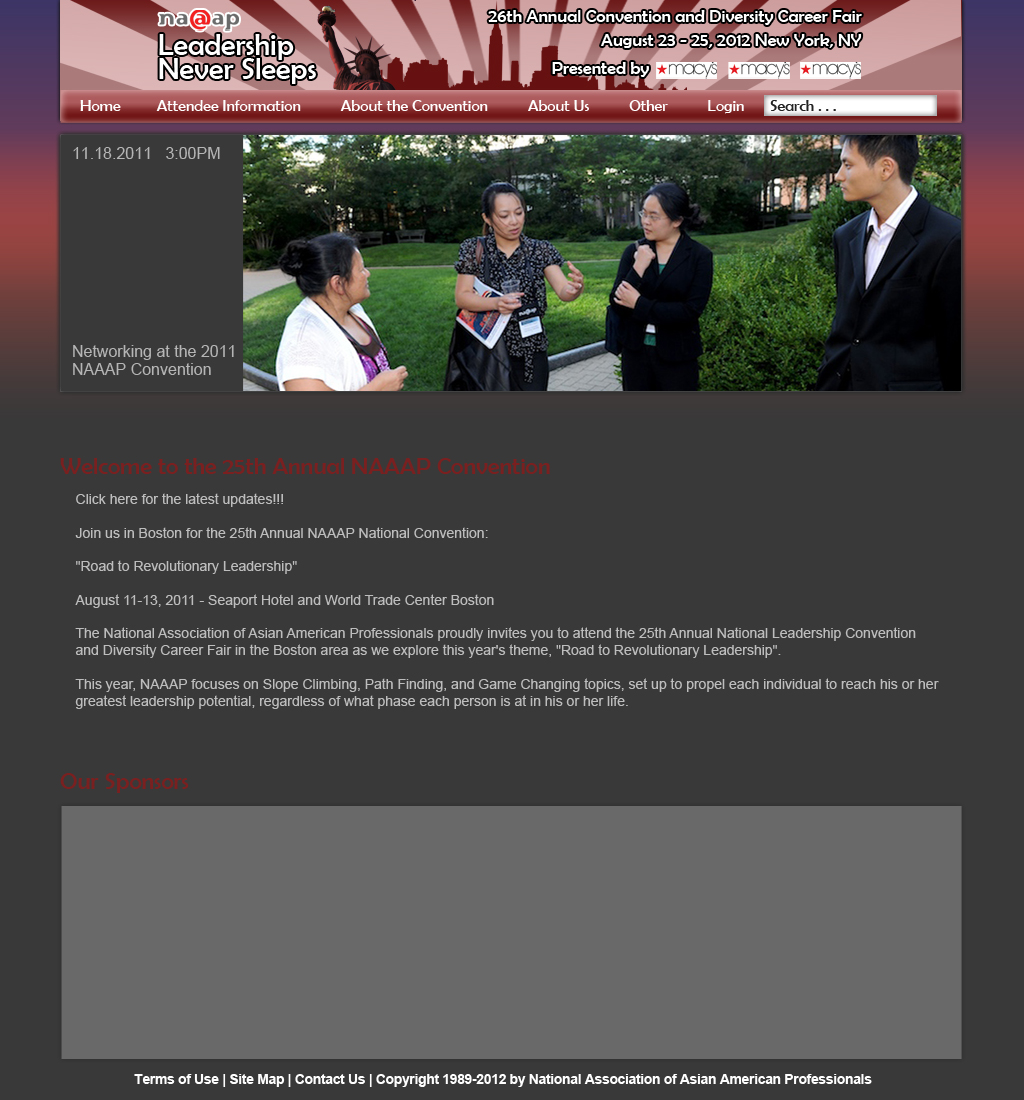 na@ap
Leadership
Never Sleeps
26th Annual Convention and Diversity Career Fair
August 23 - 25, 2012 New York, NY
Presented by ★macy's ★macy's ★macy's
Home Attendee Information About the Convention About Us Other Login Search . . .
11.18.2011 3:00PM
Networking at the 2011
NAAAP Convention
Welcome to the 25th Annual NAAAP Convention
Click here for the latest updates!!!
Join us in Boston for the 25th Annual NAAAP National Convention:
"Road to Revolutionary Leadership"
August 11-13, 2011 - Seaport Hotel and World Trade Center Boston
The National Association of Asian American Professionals proudly invites you to attend the 25th Annual National Leadership Convention
and Diversity Career Fair in the Boston area as we explore this year's theme, "Road to Revolutionary Leadership".
This year, NAAAP focuses on Slope Climbing, Path Finding, and Game Changing topics, set up to propel each individual to reach his or her
greatest leadership potential, regardless of what phase each person is at in his or her life.
Our Sponsors
Terms of Use | Site Map | Contact Us | Copyright 1989-2012 by National Association of Asian American Professionals